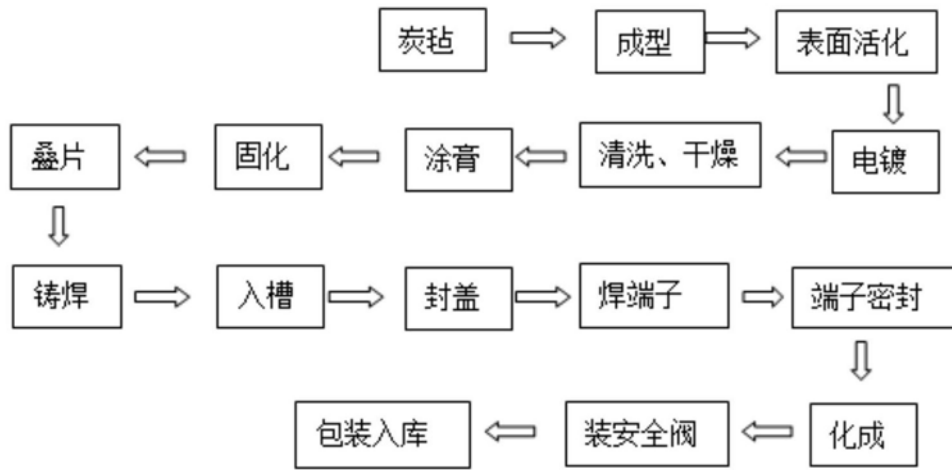 炭毡
成型
表面活化
电镀
清洗、干燥
涂膏
固化
叠片
铸焊
入槽
封盖
焊端子
端子密封
化成
装安全阀
包装入库